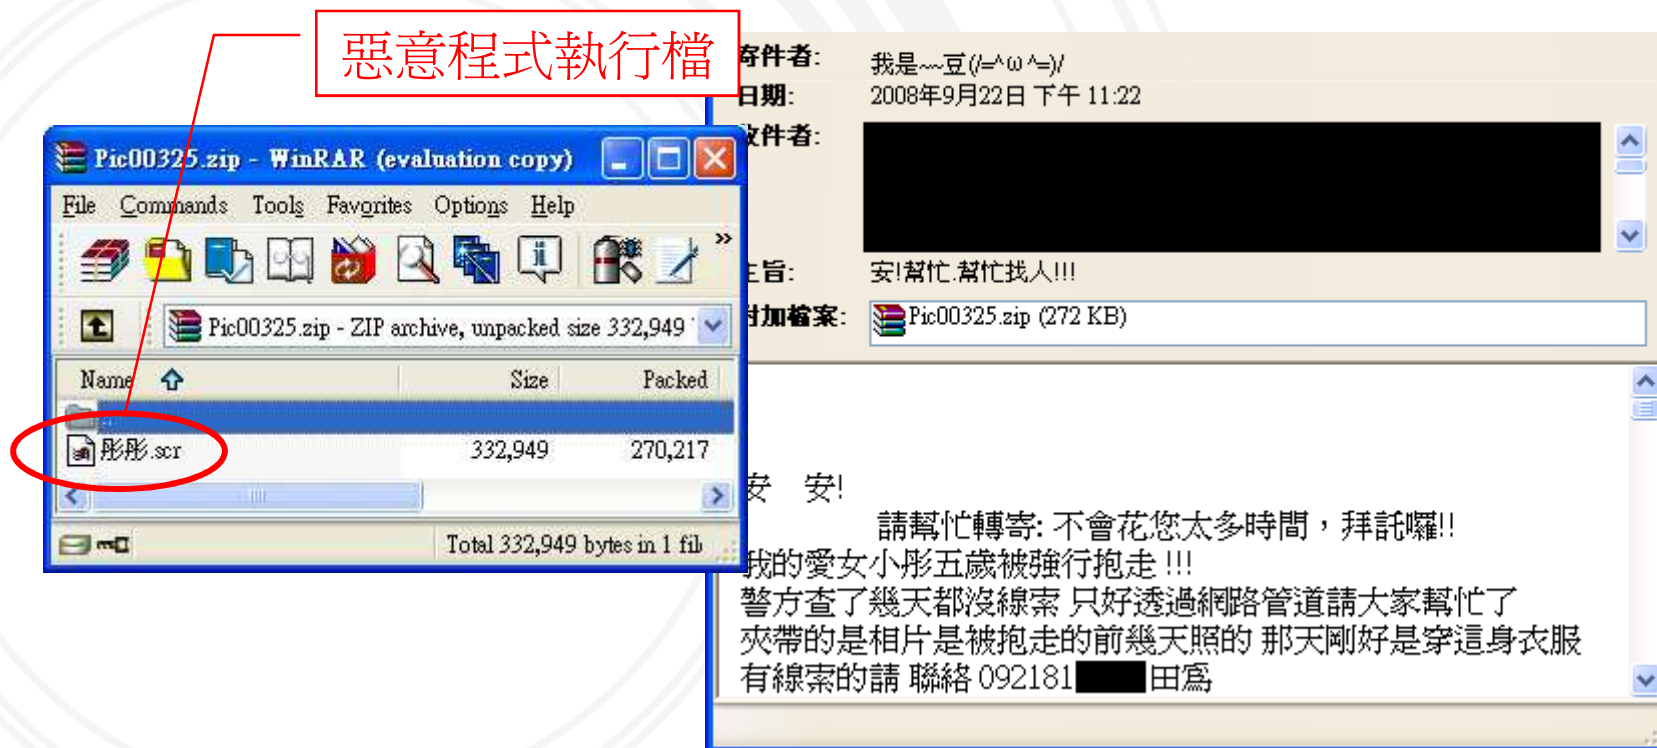 惡意程式執行檔
Pic00325.zip - WinRAR (evaluation copy)
File Commands Tools Favorites Options Help
»
Pic00325.zip - ZIP archive, unpacked size 332,949
Name Size Packed
..
彤彤.scr 332,949 270,217
Total 332,949 bytes in 1 fil
寄件者: 我是~~豆(/=^ω^=)/
日期: 2008年9月22日 下午 11:22
收件者:
主旨: 安!幫忙.幫忙找人!!!
附加檔案: Pic00325.zip (272 KB)
安 安!
請幫忙轉寄: 不會花您太多時間，拜託囉!!
我的愛女小彤五歲被強行抱走 !!!
警方查了幾天都沒線索 只好透過網路管道請大家幫忙了
夾帶的是相片是被抱走的前幾天照的 那天剛好是穿這身衣服
有線索的請 聯絡 092181 田寫